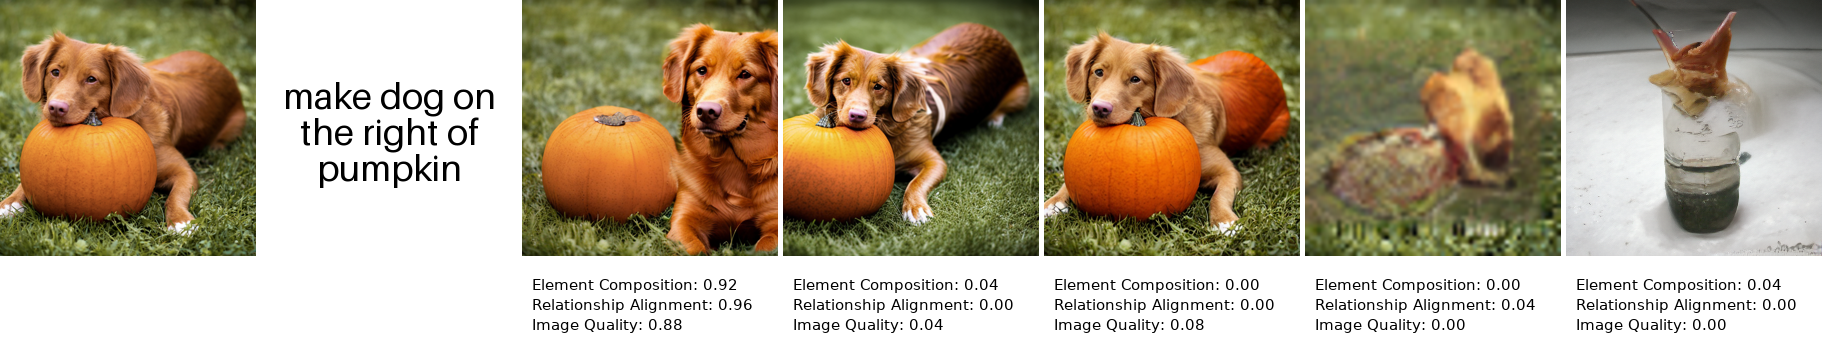 make dog on
the right of
pumpkin
Element Composition: 0.92
Relationship Alignment: 0.96
Image Quality: 0.88
Element Composition: 0.04
Relationship Alignment: 0.00
Image Quality: 0.04
Element Composition: 0.00
Relationship Alignment: 0.00
Image Quality: 0.08
Element Composition: 0.00
Relationship Alignment: 0.04
Image Quality: 0.00
Element Composition: 0.04
Relationship Alignment: 0.00
Image Quality: 0.00